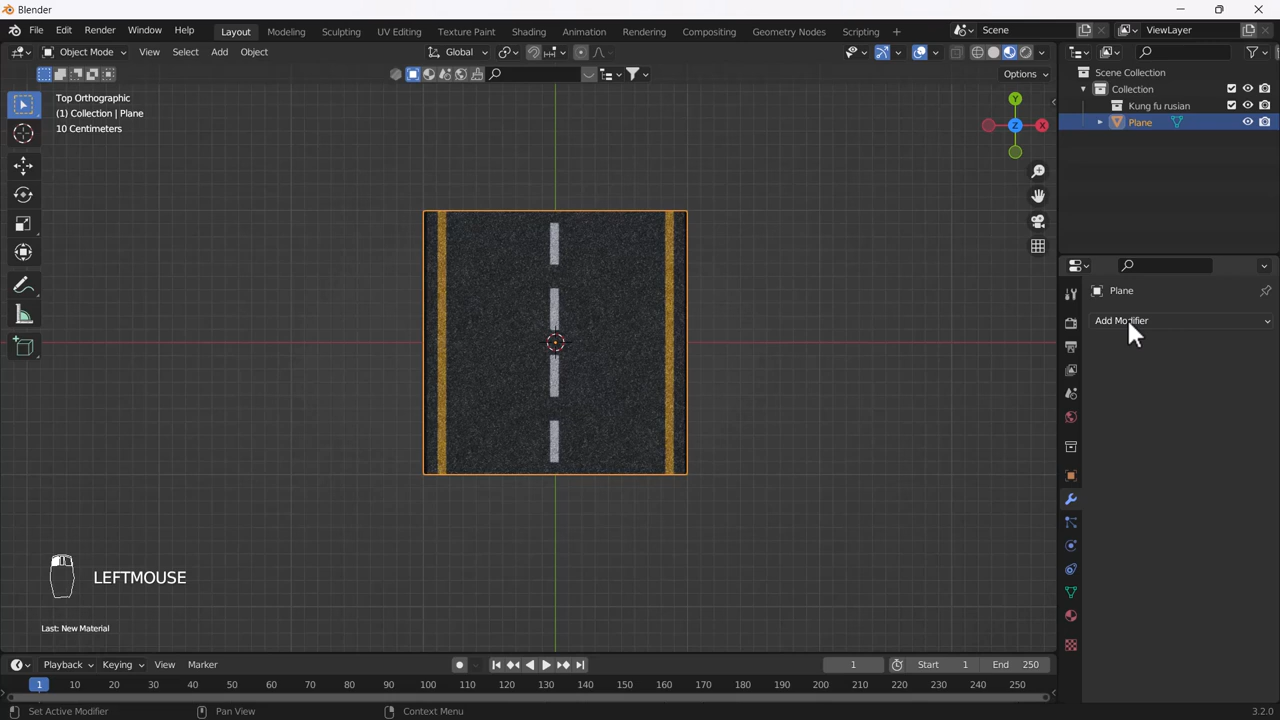 Blender
File Edit Render Window Help Layout Modeling Sculpting UV Editing Texture Paint Shading Animation Rendering Compositing Geometry Nodes Scripting + Scene ViewLayer
Object Mode View Select Add Object Global
Options
Top Orthographic
(1) Collection | Plane
10 Centimeters
Y
Z
X
Scene Collection
Collection
Kung fu rusian
Plane
Plane
Add Modifier
LEFTMOUSE
Last: New Material
Playback Keying View Marker 1 Start 1 End 250
1 10 20 30 40 50 60 70 80 90 100 110 120 130 140 150 160 170 180 190 200 210 220 230 240 250
Set Active Modifier Pan View Context Menu 3.2.0